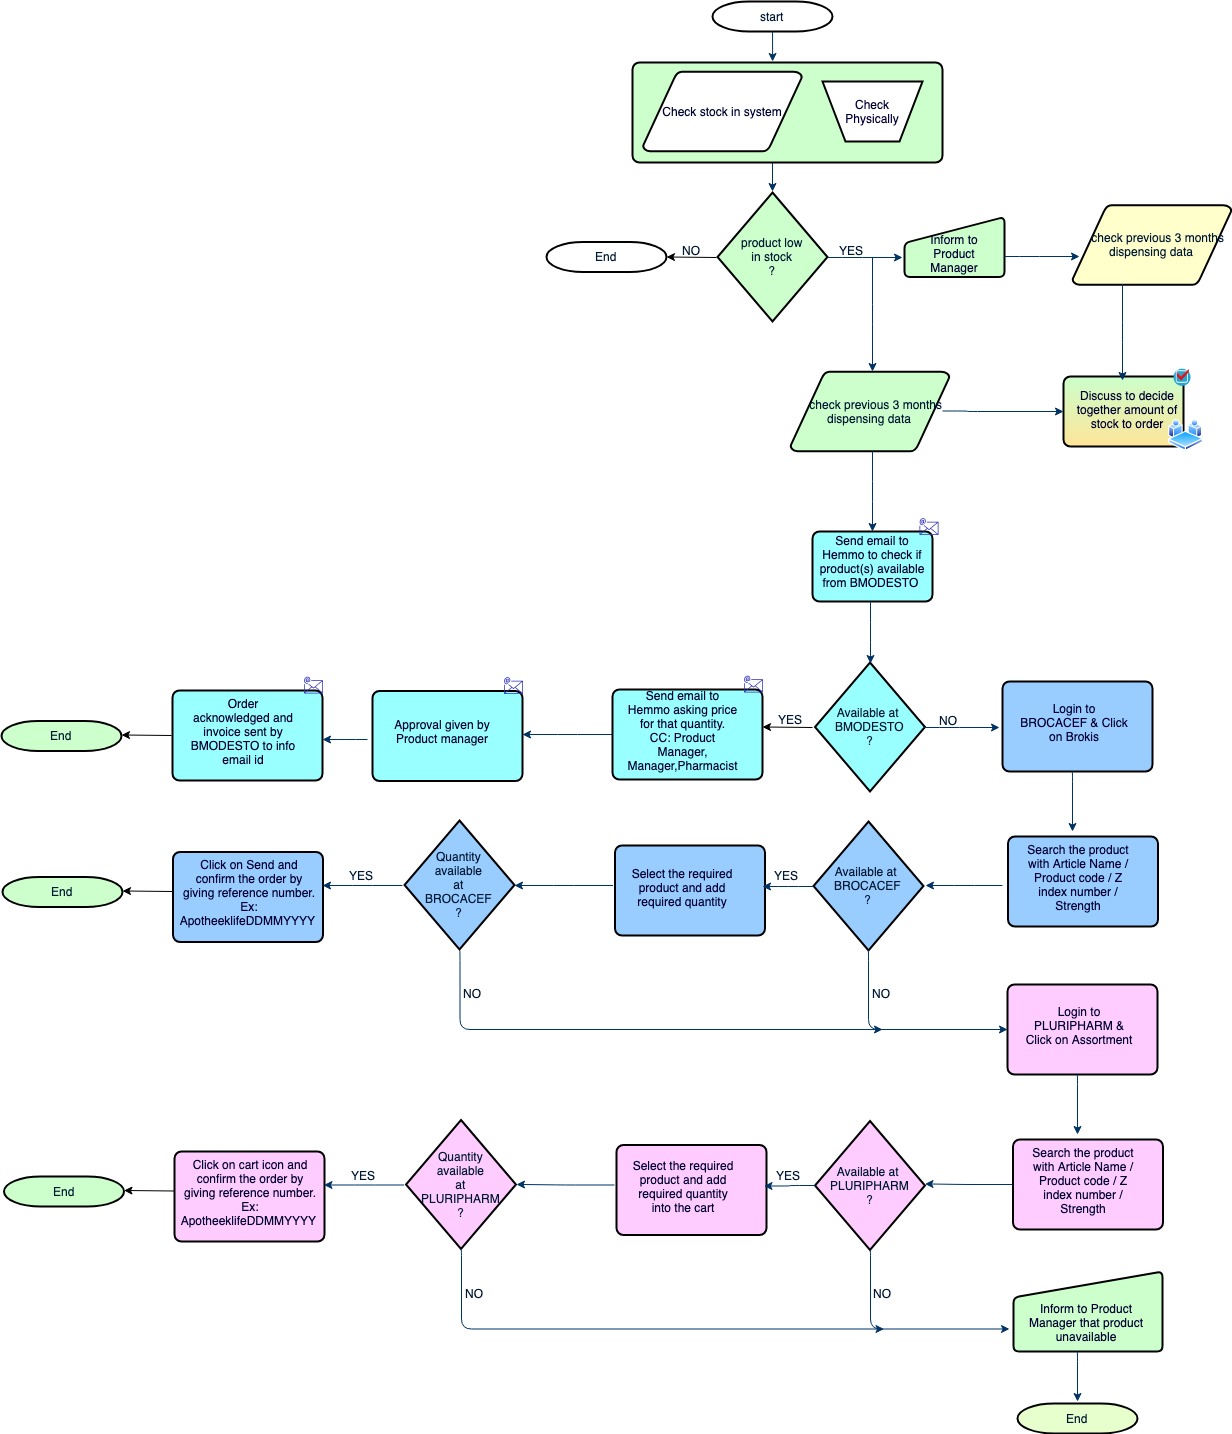 start
Check stock in system
Check
Physically
product low
in stock
?
NO
End
YES
Inform to
Product
Manager
check previous 3 months
dispensing data
check previous 3 months
dispensing data
Discuss to decide
together amount of
stock to order
@
Send email to
Hemmo to check if
product(s) available
from BMODESTO
Available at
BMODESTO
?
YES
NO
@
Send email to
Hemmo asking price
for that quantity.
CC: Product
Manager,
Manager,Pharmacist
@
Approval given by
Product manager
@
Order
acknowledged and
invoice sent by
BMODESTO to info
email id
End
Login to
BROCACEF & Click
on Brokis
Search the product
with Article Name /
Product code / Z
index number /
Strength
Available at
BROCACEF
?
YES
NO
Select the required
product and add
required quantity
Quantity
available
at
BROCACEF
?
YES
NO
Click on Send and
confirm the order by
giving reference number.
Ex:
ApotheeklifeDDMMYYYY
End
Login to
PLURIPHARM &
Click on Assortment
Search the product
with Article Name /
Product code / Z
index number /
Strength
Available at
PLURIPHARM
?
YES
NO
Select the required
product and add
required quantity
into the cart
Quantity
available
at
PLURIPHARM
?
YES
NO
Click on cart icon and
confirm the order by
giving reference number.
Ex:
ApotheeklifeDDMMYYYY
End
Inform to Product
Manager that product
unavailable
End